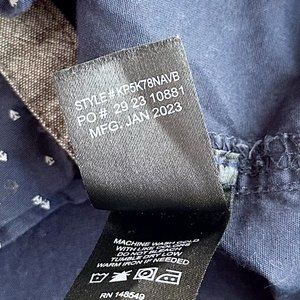 STYLE # KP5K78NAVB
PO # 29 23 10881
MFG. JAN 2023
MACHINE WASH COLD
WITH LIKE COLORS
DO NOT BLEACH
TUMBLE DRY LOW
WARM IRON IF NEEDED
RN 148549